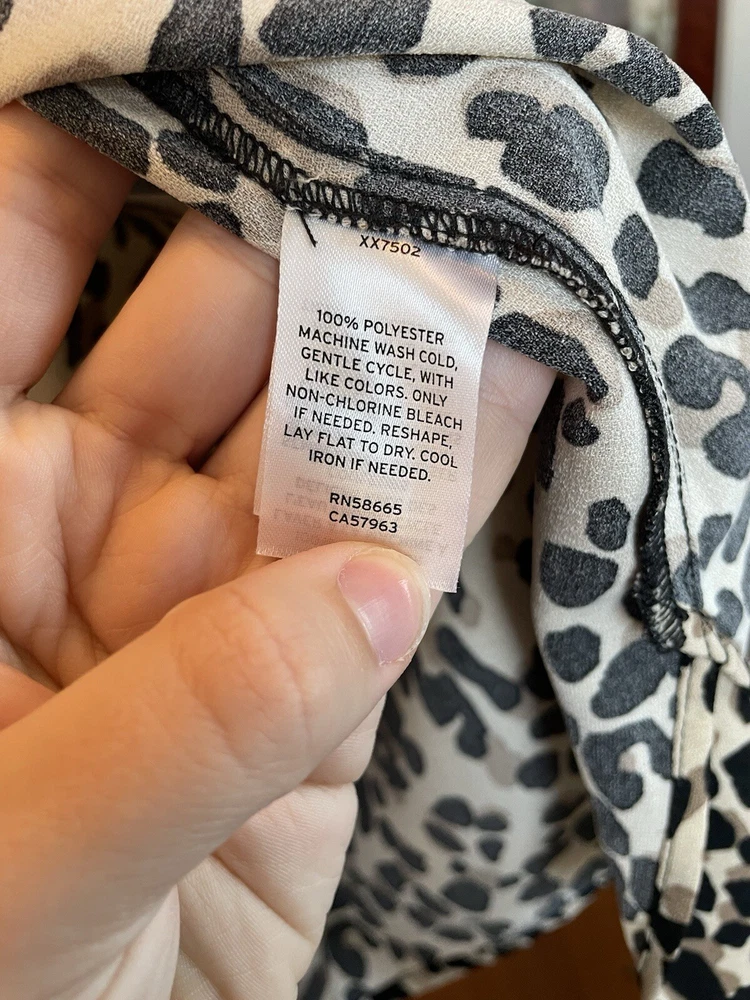 XX7502
100% POLYESTER
MACHINE WASH COLD,
GENTLE CYCLE, WITH
LIKE COLORS. ONLY
NON-CHLORINE BLEACH
IF NEEDED. RESHAPE,
LAY FLAT TO DRY. COOL
IRON IF NEEDED.
RN58665
CA57963